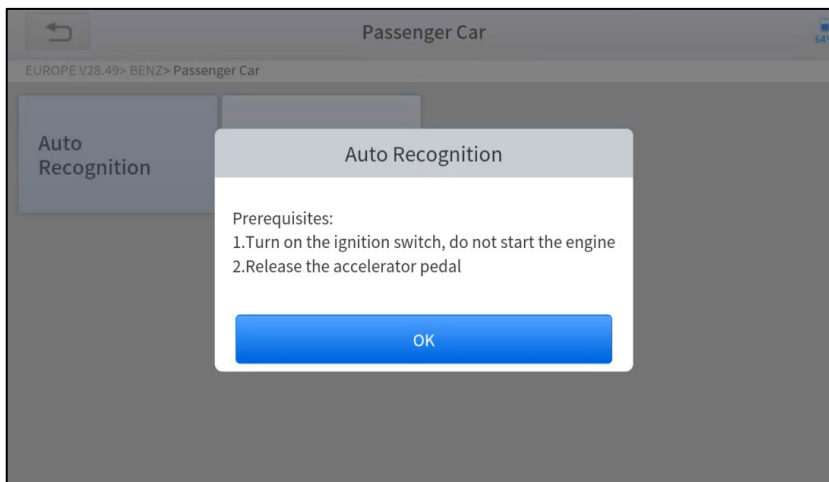 Passenger Car
EUROPE V28.49> BENZ> Passenger Car
Auto
Recognition
Auto Recognition
Prerequisites:
1.Turn on the ignition switch, do not start the engine
2.Release the accelerator pedal
OK